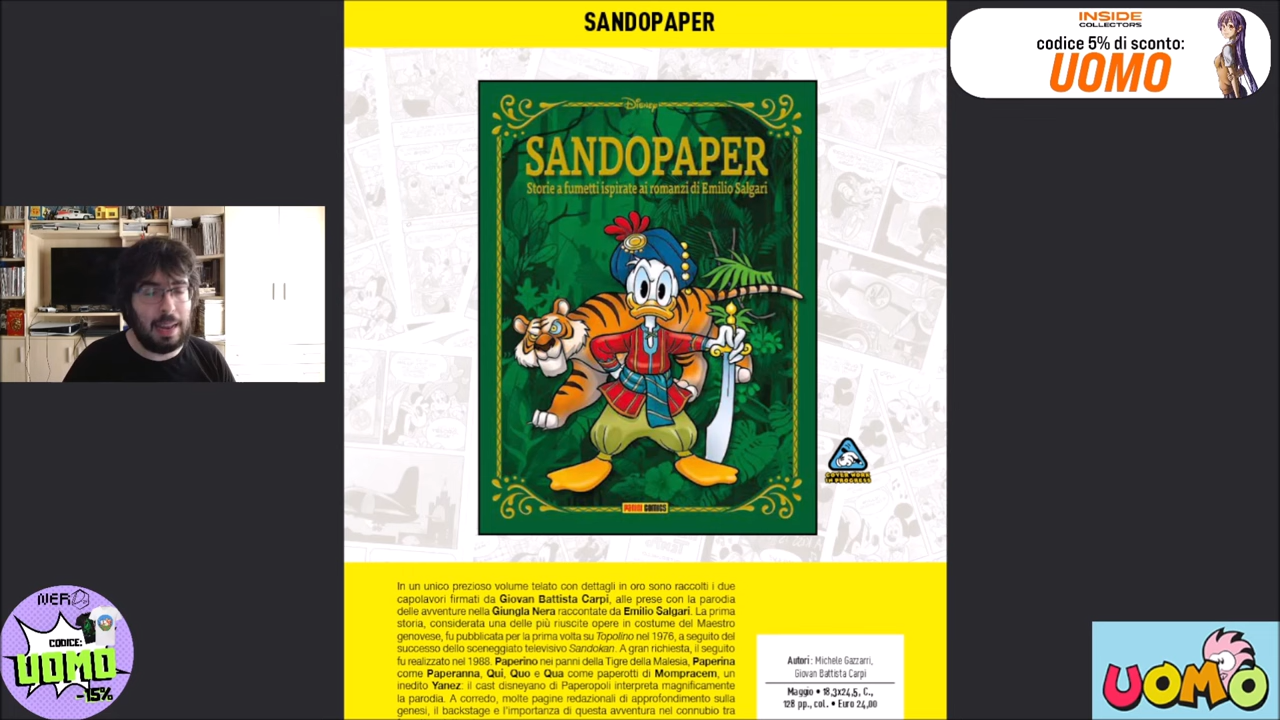 SANDOPAPER
INSIDE
COLLECTORS
codice 5% di sconto:
UOMO
Disney
SANDOPAPER
Storie a fumetti ispirate ai romanzi di Emilio Salgari
COVER WORK
IN PROGRESS
PANINI COMICS
In un unico prezioso volume telato con dettagli in oro sono raccolti i due
capolavori firmati da Giovan Battista Carpi, alle prese con la parodia
delle avventure nella Giungla Nera raccontate da Emilio Salgari. La prima
storia, considerata una delle più riuscite opere in costume del Maestro
genovese, fu pubblicata per la prima volta su Topolino nel 1976, a seguito del
successo dello sceneggiato televisivo Sandokan. A gran richiesta, il seguito
fu realizzato nel 1988. Paperino nei panni della Tigre della Malesia, Paperina
come Paperanna, Qui, Quo e Qua come paperotti di Mompracem, un
inedito Yanez: il cast disneyano di Paperopoli interpreta magnificamente
la parodia. A corredo, molte pagine redazionali di approfondimento sulla
genesi, il backstage e l'importanza di questa avventura nel connubio tra
Autori: Michele Gazzarri,
Giovan Battista Carpi
Maggio • 18,3x24,5, C.,
128 pp., col. • Euro 24,00
NERO
CODICE:
UOMO
-15%
UOMO